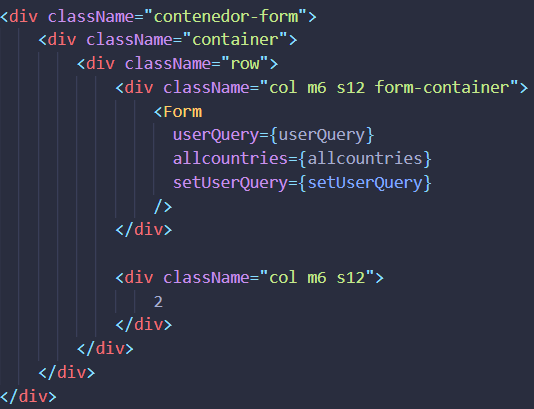 <div className="contenedor-form">
<div className="container">
<div className="row">
<div className="col m6 s12 form-container">
<Form
userQuery={userQuery}
allcountries={allcountries}
setUserQuery={setUserQuery}
/>
</div>
<div className="col m6 s12">
2
</div>
</div>
</div>
</div>